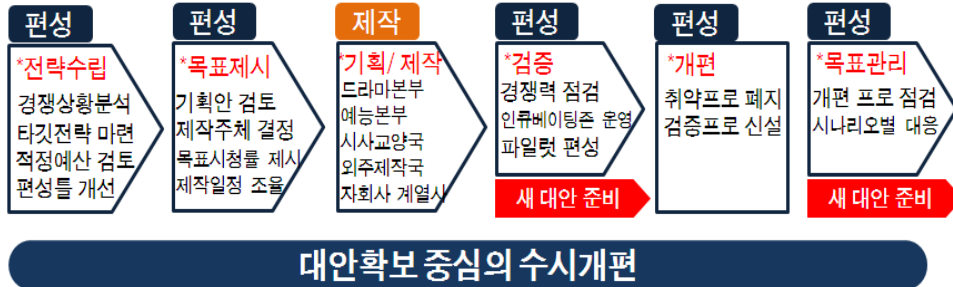 편성
*전략수립
경쟁상황분석
타깃전략 마련
적정예산 검토
편성틀 개선
편성
*목표제시
기획안 검토
제작주체 결정
목표시청률 제시
제작일정 조율
제작
*기획/ 제작
드라마본부
예능본부
시사교양국
외주제작국
자회사 계열사
편성
*검증
경쟁력 점검
인큐베이팅존 운영
파일럿 편성
새 대안 준비
편성
*개편
취약프로 폐지
검증프로 신설
편성
*목표관리
개편 프로 점검
시나리오별 대응
새 대안 준비
대안확보 중심의 수시개편